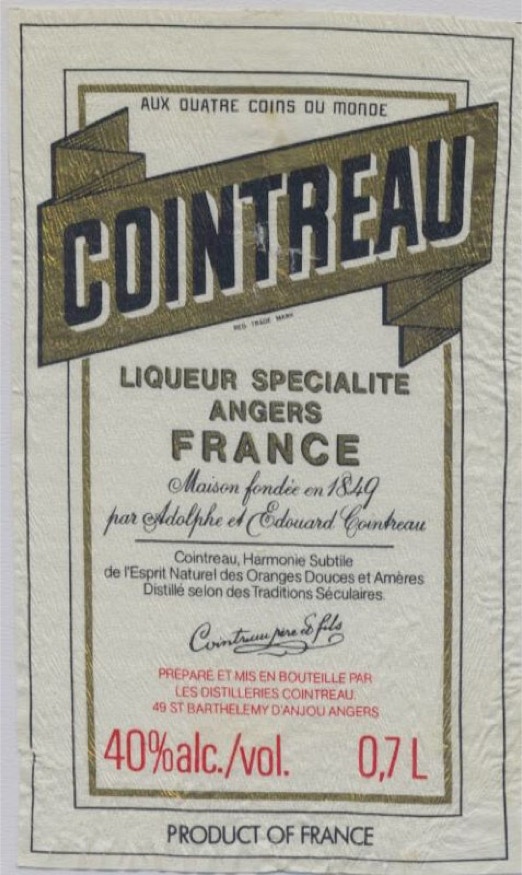 AUX QUATRE COINS DU MONDE
COINTREAU
REG. TRADE MARK
LIQUEUR SPECIALITE
ANGERS
FRANCE
Maison fondée en 1849
par Adolphe et Edouard Cointreau
Cointreau, Harmonie Subtile
de l'Esprit Naturel des Oranges Douces et Amères
Distillé selon des Traditions Séculaires.
Cointreau père & fils
PREPARÉ ET MIS EN BOUTEILLE PAR
LES DISTILLERIES COINTREAU.
49 ST BARTHELEMY D'ANJOU ANGERS
40%alc./vol. 0,7 L
PRODUCT OF FRANCE